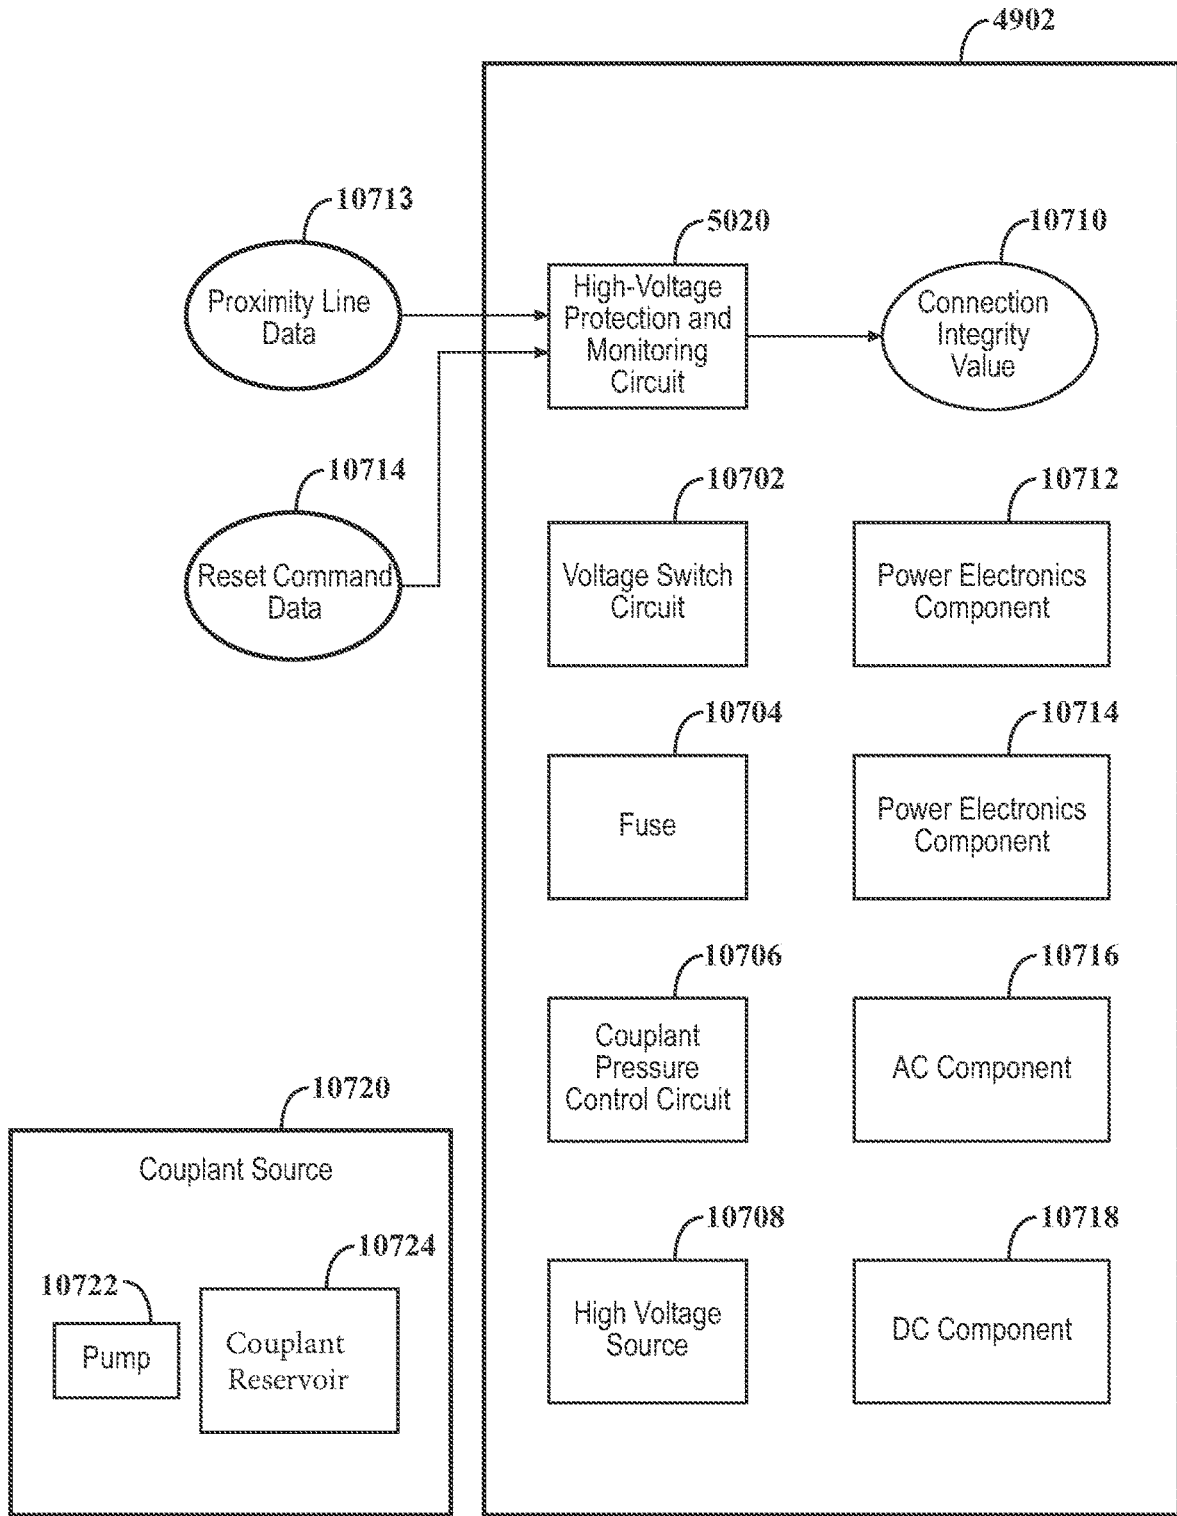 4902
10713
Proximity Line
Data
5020
High-Voltage
Protection and
Monitoring
Circuit
10710
Connection
Integrity
Value
10714
Reset Command
Data
10702
Voltage Switch
Circuit
10712
Power Electronics
Component
10704
Fuse
10714
Power Electronics
Component
10706
Couplant
Pressure
Control Circuit
10716
AC Component
10720
Couplant Source
10722
Pump
10724
Couplant
Reservoir
10708
High Voltage
Source
10718
DC Component